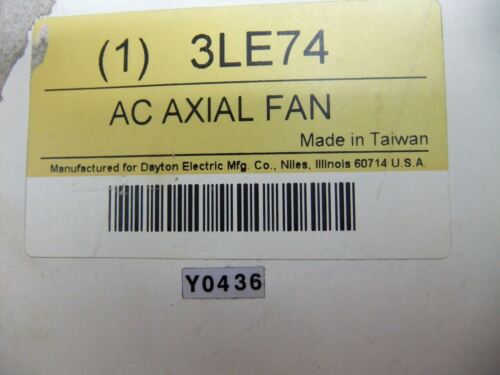 (1) 3LE74
AC AXIAL FAN
Made in Taiwan
Manufactured for Dayton Electric Mfg. Co., Niles, Illinois 60714 U.S.A.
Y0436